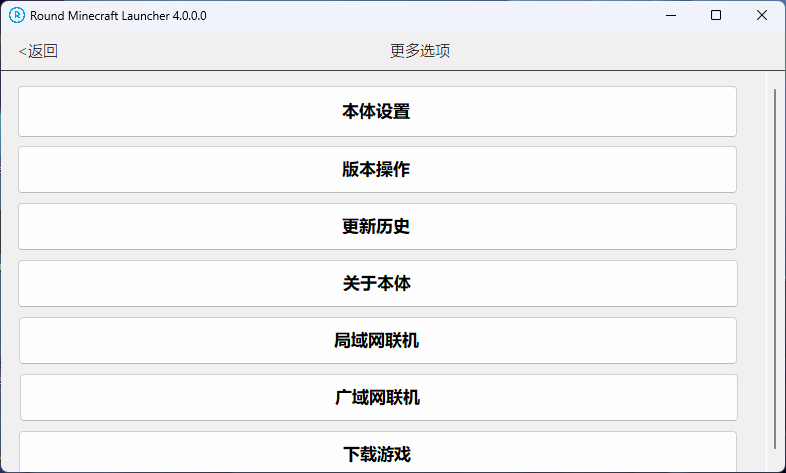 Round Minecraft Launcher 4.0.0.0
<返回
更多选项
本体设置
版本操作
更新历史
关于本体
局域网联机
广域网联机
下载游戏